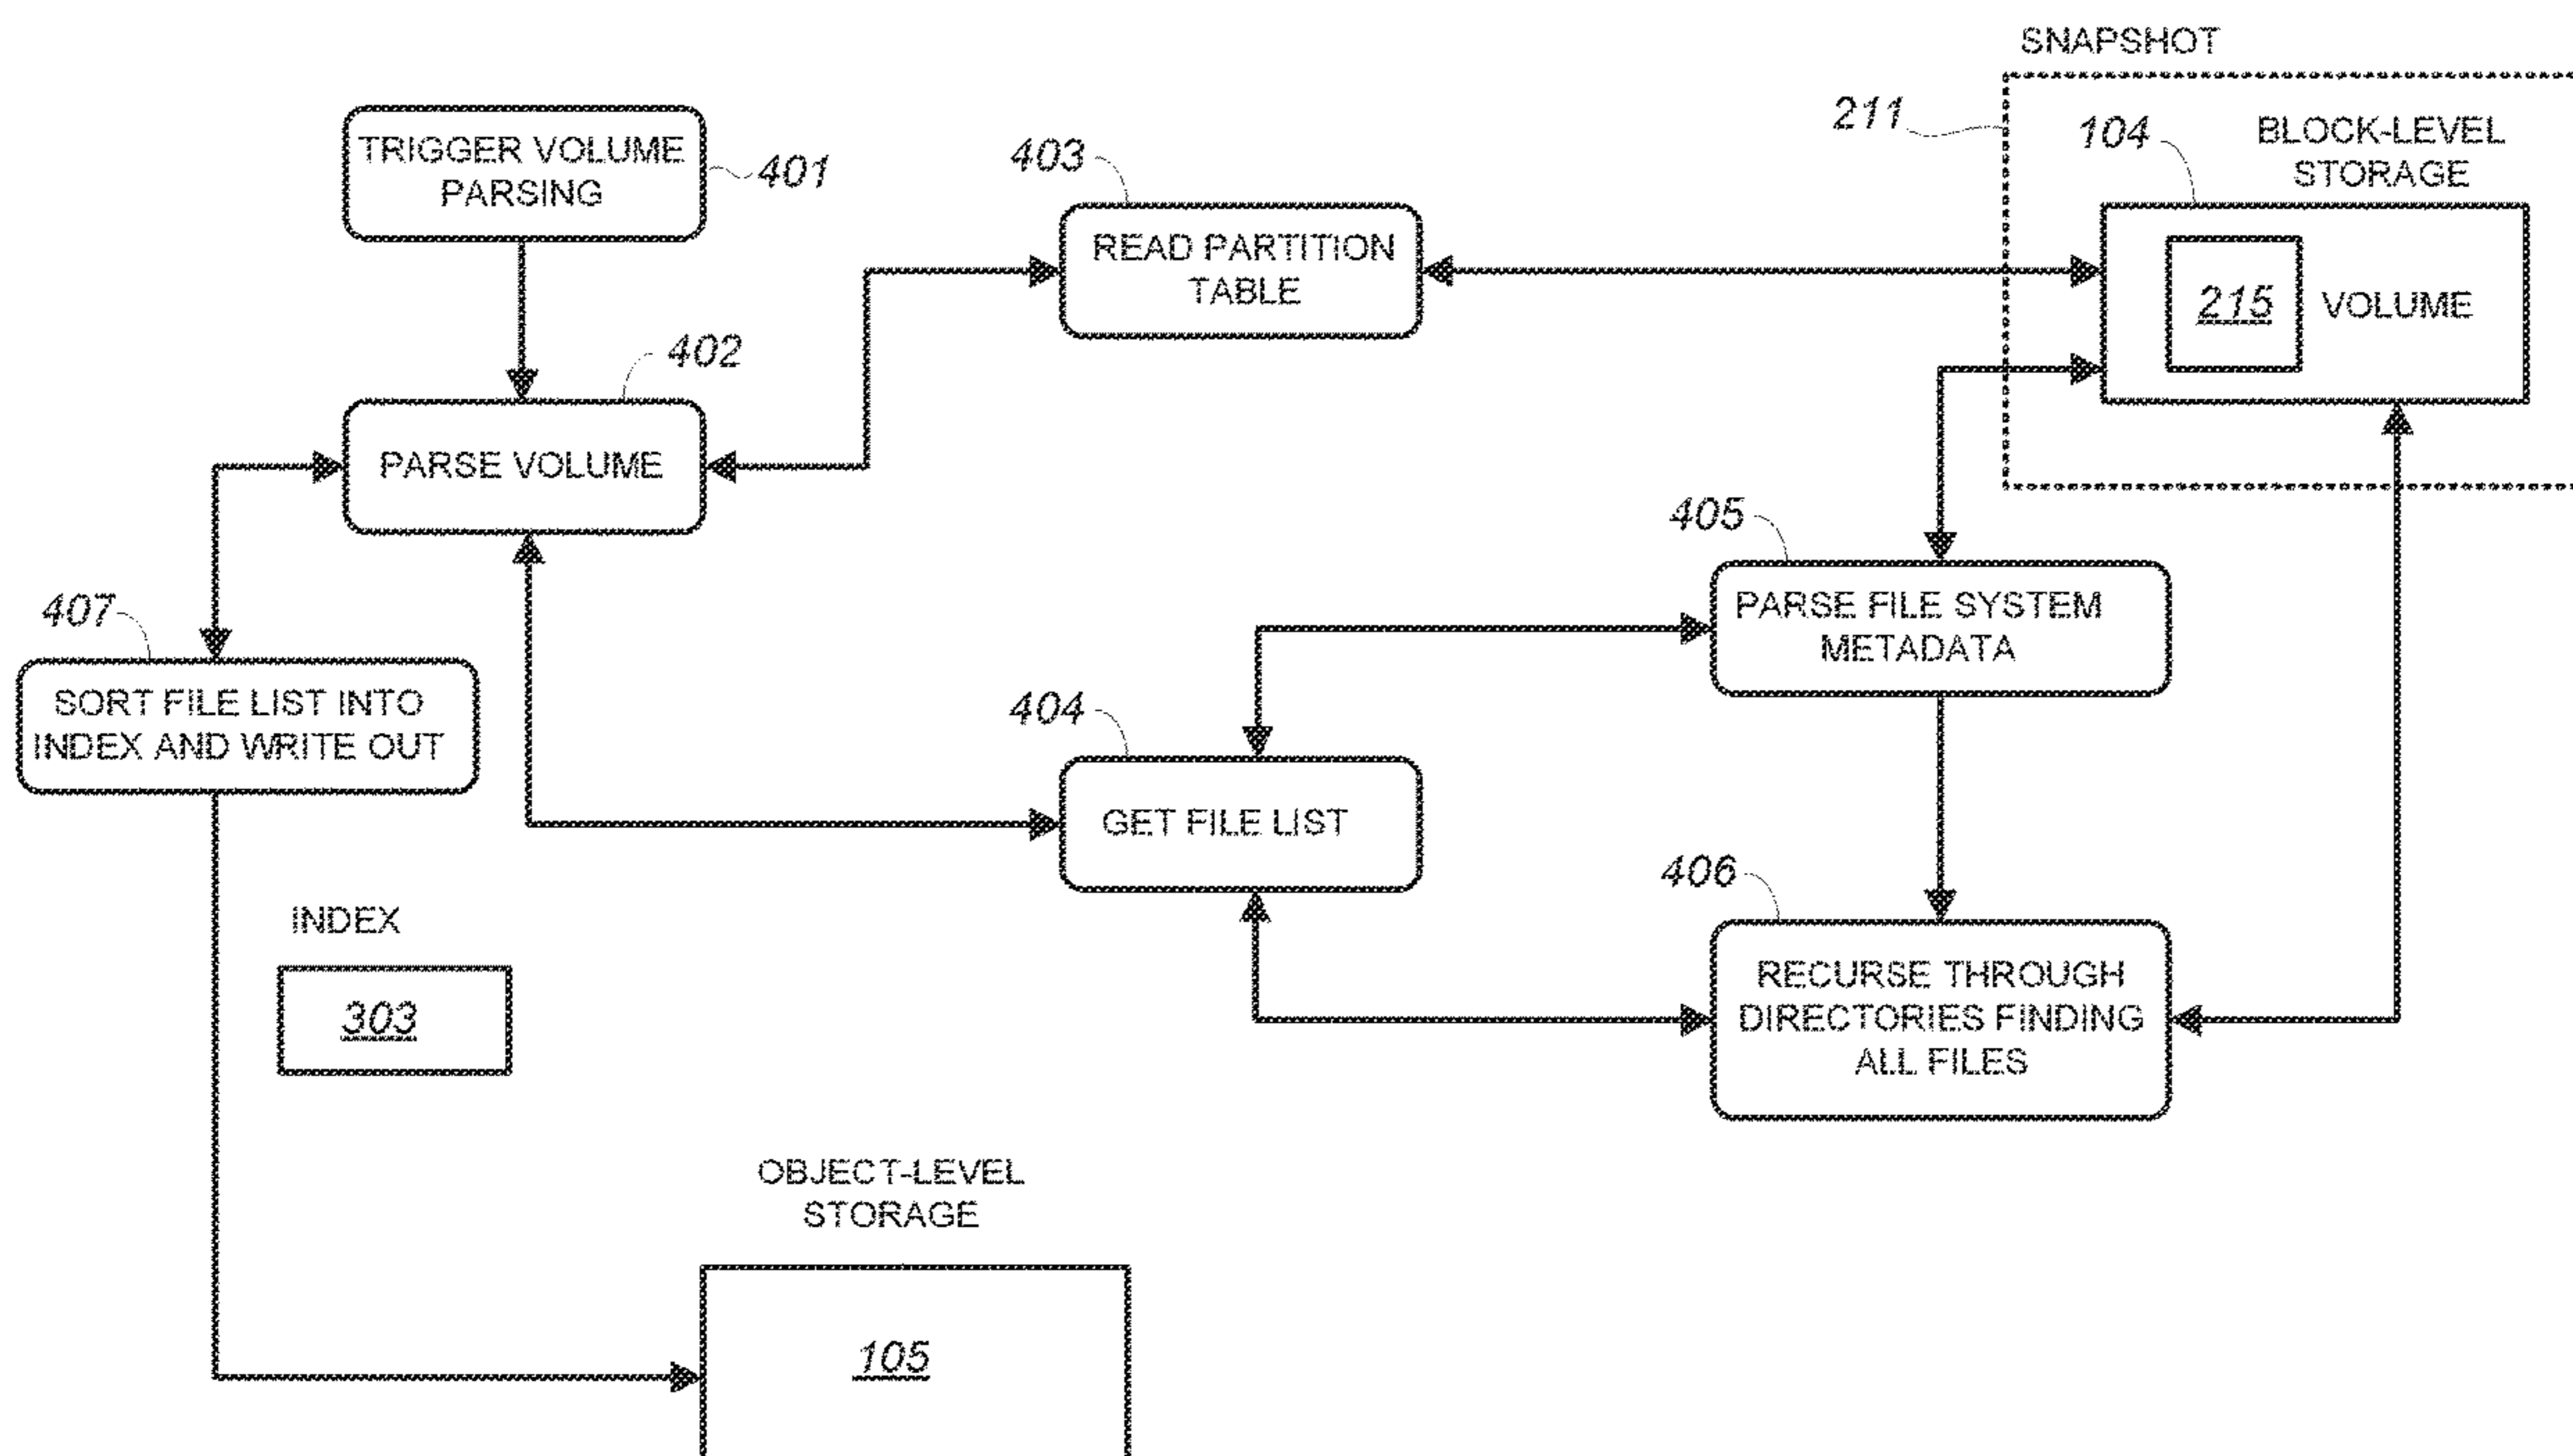 SNAPSHOT
211
104
BLOCK-LEVEL
STORAGE
215
VOLUME
TRIGGER VOLUME
PARSING
401
403
READ PARTITION
TABLE
402
PARSE VOLUME
405
PARSE FILE SYSTEM
METADATA
407
SORT FILE LIST INTO
INDEX AND WRITE OUT
404
GET FILE LIST
406
RECURSE THROUGH
DIRECTORIES FINDING
ALL FILES
INDEX
303
OBJECT-LEVEL
STORAGE
105